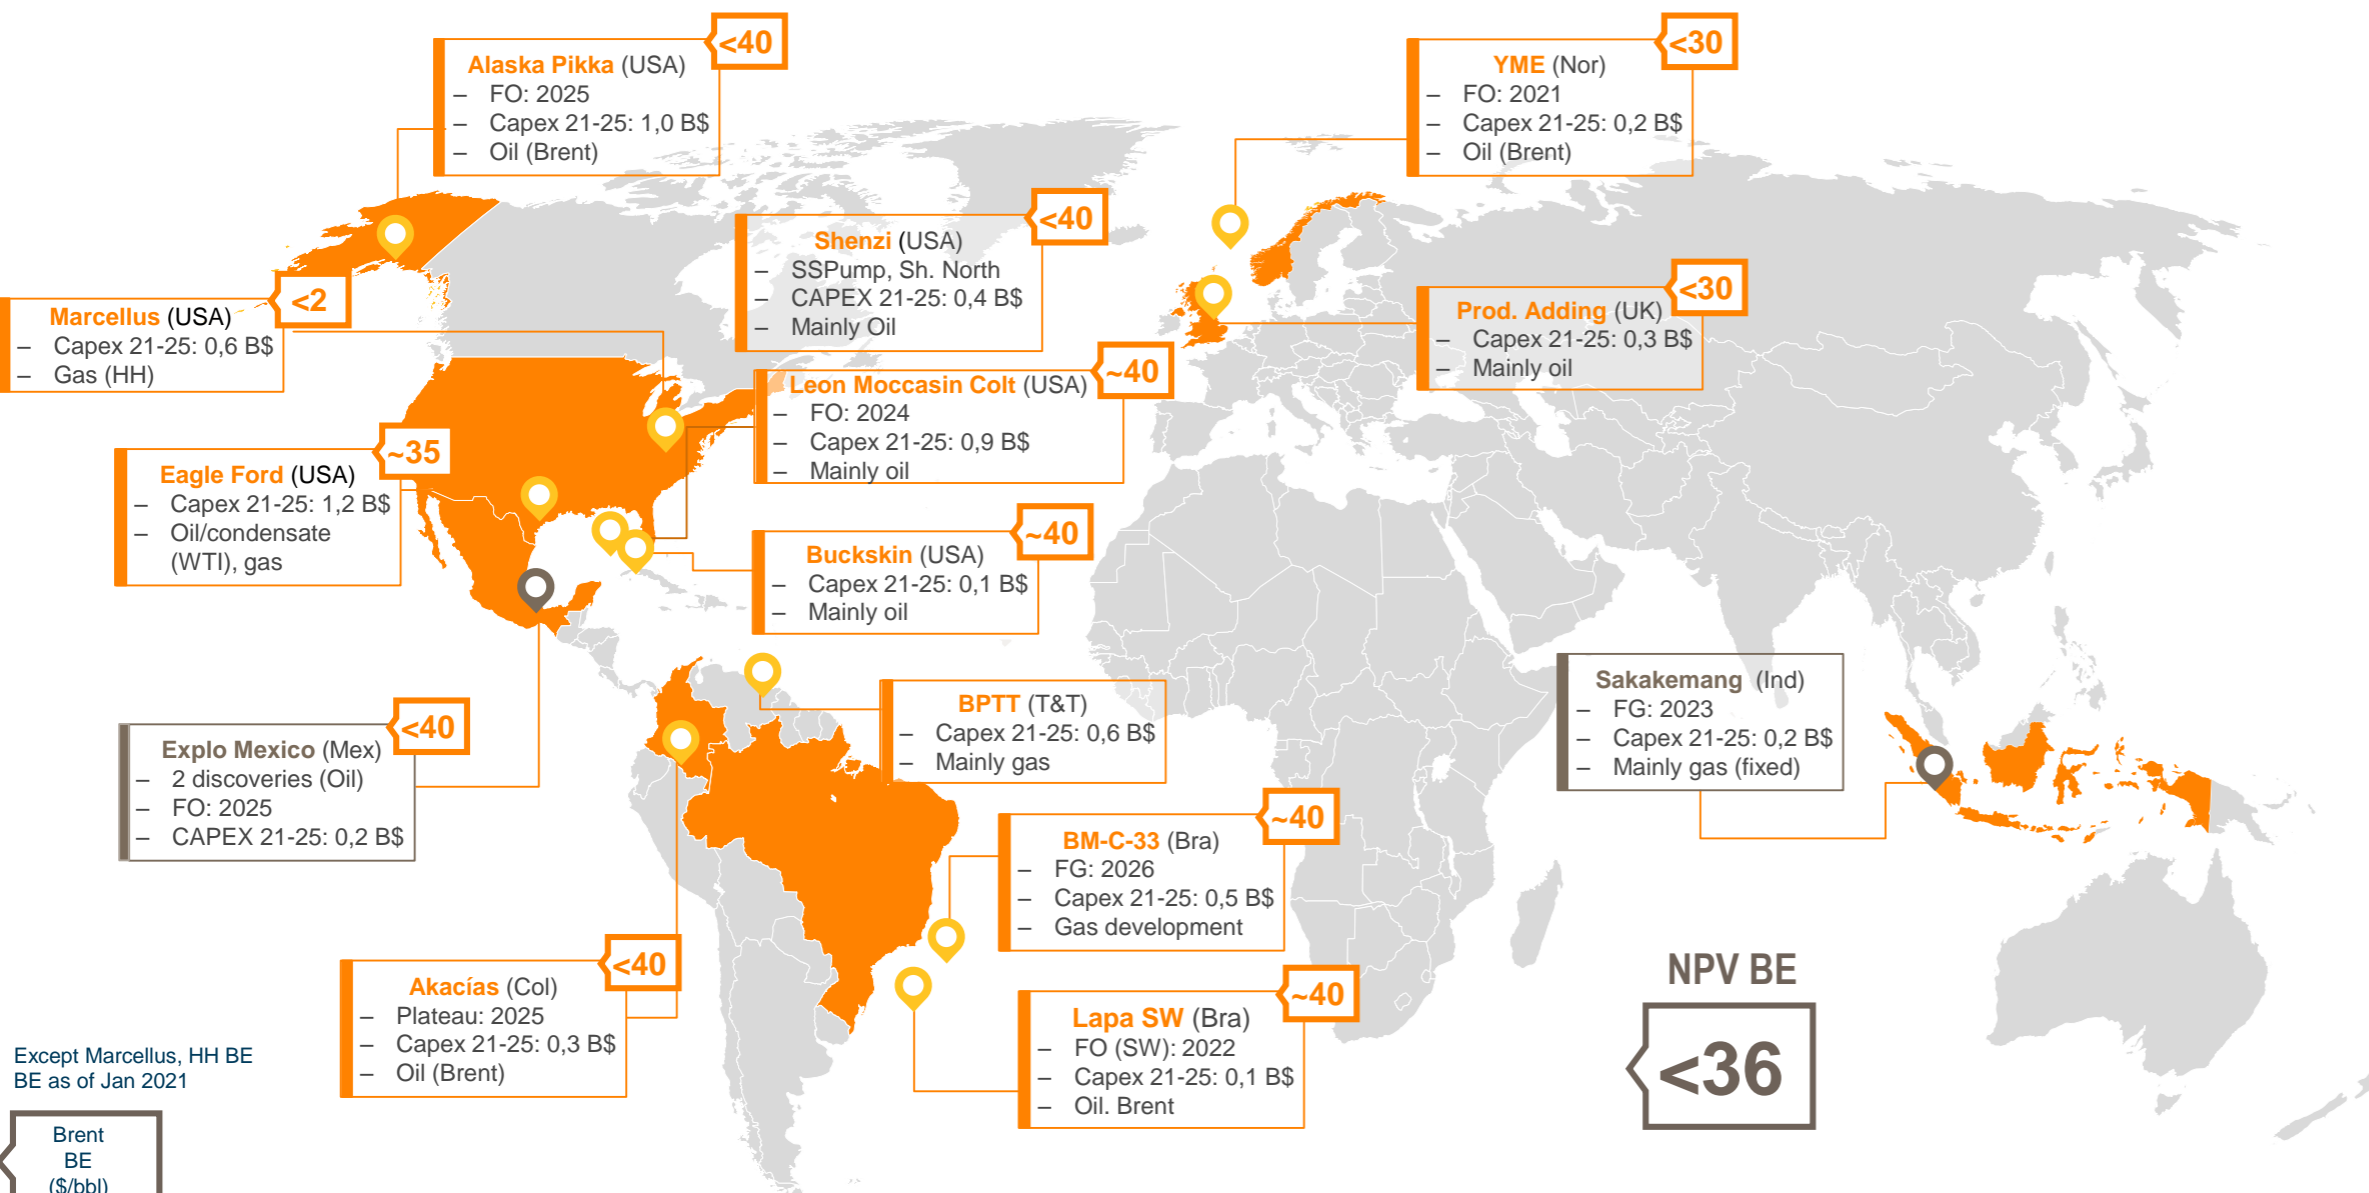 <40
Alaska Pikka (USA)
– FO: 2025
– Capex 21-25: 1,0 B$
– Oil (Brent)
<30
YME (Nor)
– FO: 2021
– Capex 21-25: 0,2 B$
– Oil (Brent)
<40
Shenzi (USA)
– SSPump, Sh. North
– CAPEX 21-25: 0,4 B$
– Mainly Oil
<2
Marcellus (USA)
– Capex 21-25: 0,6 B$
– Gas (HH)
<30
Prod. Adding (UK)
– Capex 21-25: 0,3 B$
– Mainly oil
~40
Leon Moccasin Colt (USA)
– FO: 2024
– Capex 21-25: 0,9 B$
– Mainly oil
~35
Eagle Ford (USA)
– Capex 21-25: 1,2 B$
– Oil/condensate
(WTI), gas
~40
Buckskin (USA)
– Capex 21-25: 0,1 B$
– Mainly oil
<40
Explo Mexico (Mex)
– 2 discoveries (Oil)
– FO: 2025
– CAPEX 21-25: 0,2 B$
BPTT (T&T)
– Capex 21-25: 0,6 B$
– Mainly gas
Sakakemang (Ind)
– FG: 2023
– Capex 21-25: 0,2 B$
– Mainly gas (fixed)
~40
BM-C-33 (Bra)
– FG: 2026
– Capex 21-25: 0,5 B$
– Gas development
<40
Akacías (Col)
– Plateau: 2025
– Capex 21-25: 0,3 B$
– Oil (Brent)
~40
Lapa SW (Bra)
– FO (SW): 2022
– Capex 21-25: 0,1 B$
– Oil. Brent
NPV BE
<36
Except Marcellus, HH BE
BE as of Jan 2021
Brent
BE
($/bbl)